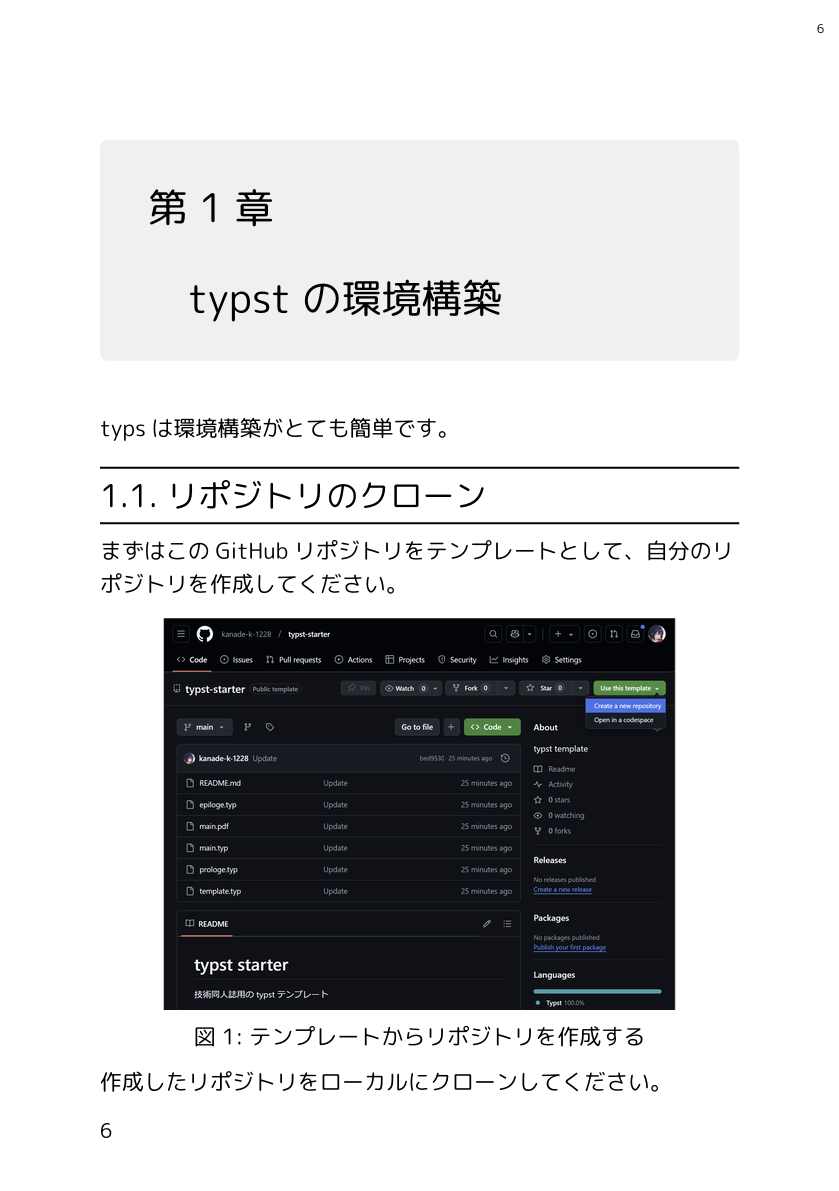 6
第 1 章
typst の環境構築
typs は環境構築がとても簡単です。
1.1. リポジトリのクローン
まずはこの GitHub リポジトリをテンプレートとして、自分のリ
ポジトリを作成してください。
kanade-k-1228 / typst-starter
Code Issues Pull requests Actions Projects Security Insights Settings
typst-starter Public template Pin Watch 0 Fork 0 Star 0 Use this template
Create a new repository
Open in a codespace
main Go to file + Code About
typst template
kanade-k-1228 Update 25 minutes ago
Readme
README.md Update 25 minutes ago
Activity
epiloge.typ Update 25 minutes ago
0 stars
main.pdf Update 25 minutes ago
0 watching
main.typ Update 25 minutes ago
0 forks
prologe.typ Update 25 minutes ago
template.typ Update 25 minutes ago
Releases
No releases published
Create a new release
README
Packages
No packages published
Publish your first package
typst starter
技術同人誌用の typst テンプレート
Languages
Typst 100.0%
図 1: テンプレートからリポジトリを作成する
作成したリポジトリをローカルにクローンしてください。
6